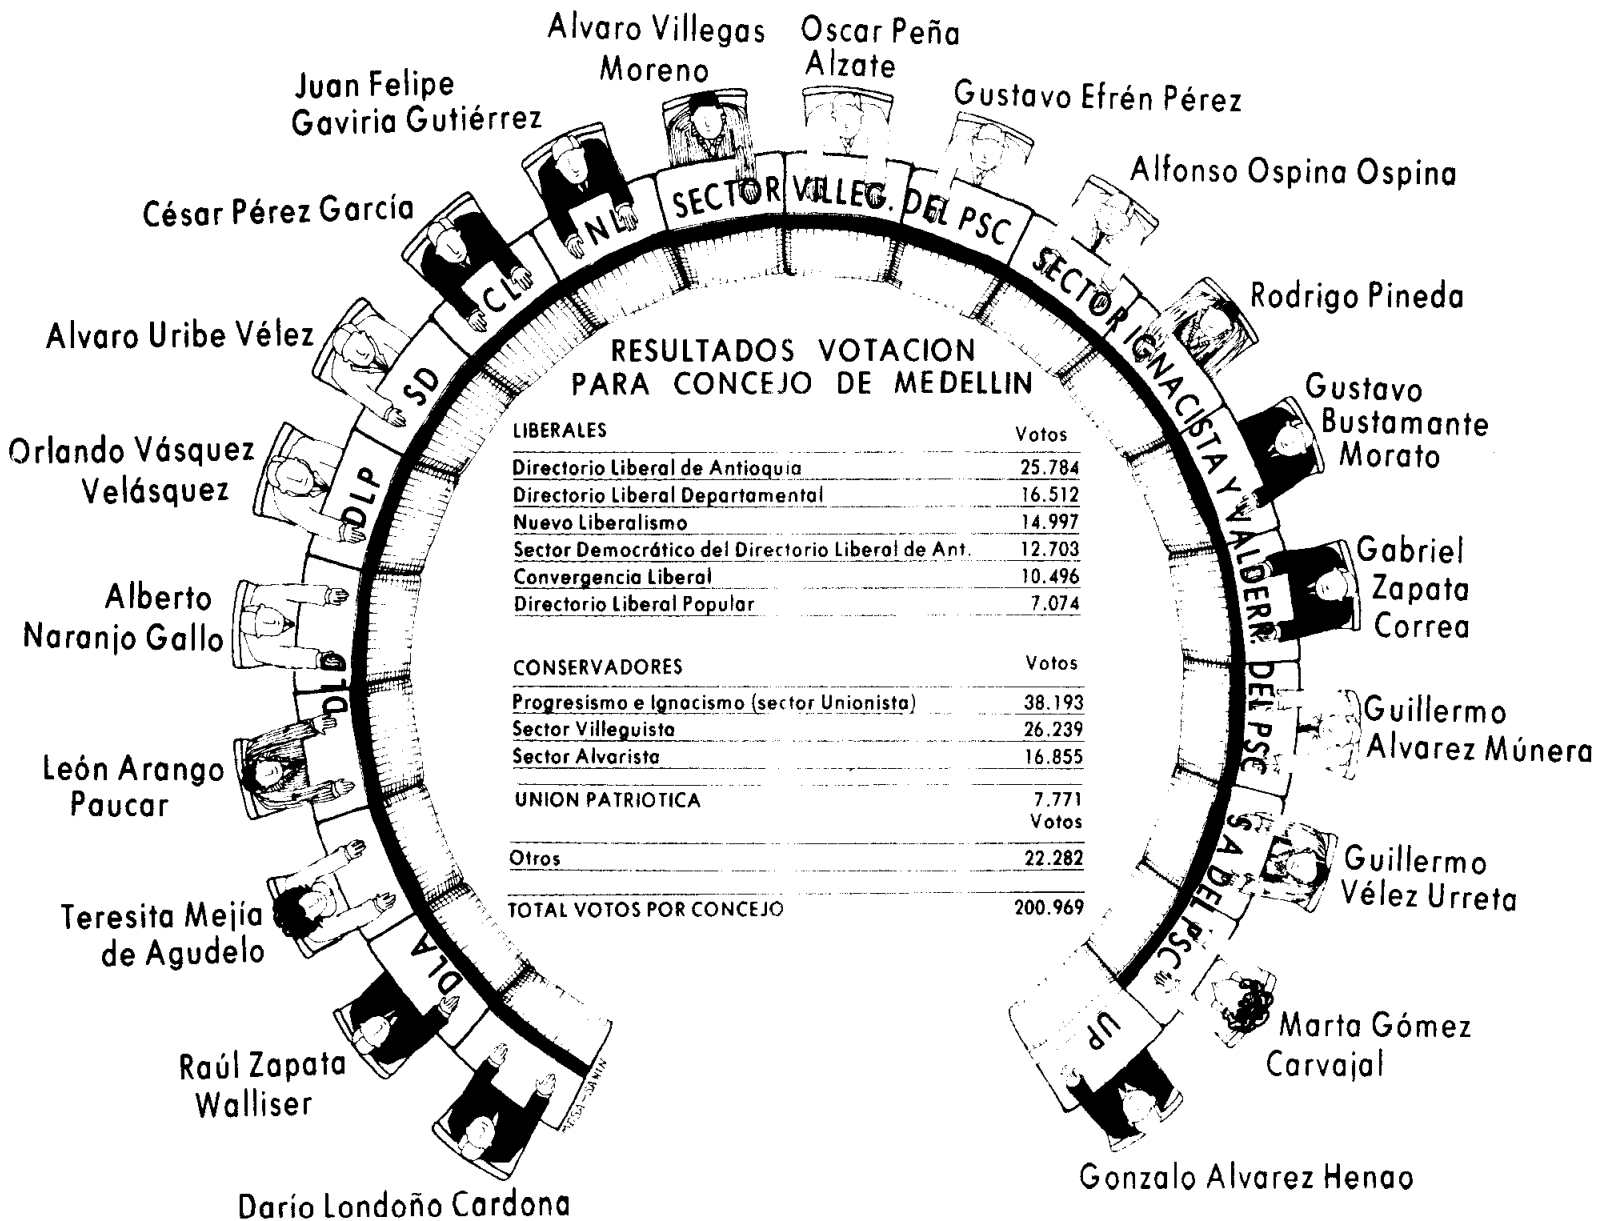 Alvaro Villegas
Moreno
Oscar Peña
Alzate
Juan Felipe
Gaviria Gutiérrez
Gustavo Efrén Pérez
Alfonso Ospina Ospina
César Pérez García
Rodrigo Pineda
Alvaro Uribe Vélez
Gustavo
Bustamante
Morato
Orlando Vásquez
Velásquez
Gabriel
Zapata
Correa
Alberto
Naranjo Gallo
Guillermo
Alvarez Múnera
León Arango
Paucar
Guillermo
Vélez Urreta
Teresita Mejía
de Agudelo
Marta Gómez
Carvajal
Raúl Zapata
Walliser
Gonzalo Alvarez Henao
Darío Londoño Cardona
DLA
DLD
DLP
SD
CL
NL
SECTOR VILLEG. DEL PSC
SECTOR IGNACISTA Y VALDERR. DEL PSC
S A DEL PSC
UP
MESA-SANIN
RESULTADOS VOTACION
PARA CONCEJO DE MEDELLIN
LIBERALES Votos
Directorio Liberal de Antioquia 25.784
Directorio Liberal Departamental 16.512
Nuevo Liberalismo 14.997
Sector Democrático del Directorio Liberal de Ant. 12.703
Convergencia Liberal 10.496
Directorio Liberal Popular 7.074
CONSERVADORES Votos
Progresismo e Ignacismo (sector Unionista) 38.193
Sector Villeguista 26.239
Sector Alvarista 16.855
UNION PATRIOTICA 7.771
Votos
Otros 22.282
TOTAL VOTOS POR CONCEJO 200.969